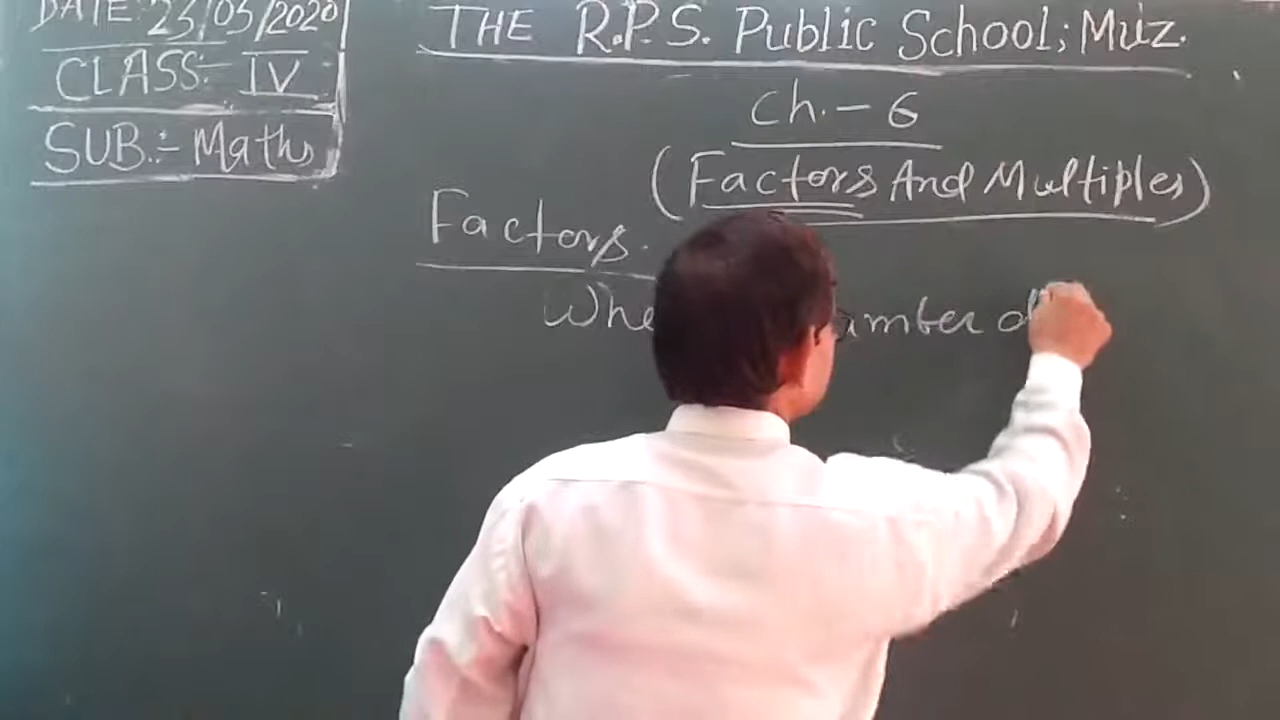 DATE: 23/05/2020
CLASS:- IV
SUB.:- Maths
THE R.P.S. Public School; Muz.
Ch. - 6
(Factors And Multiples)
Factors.